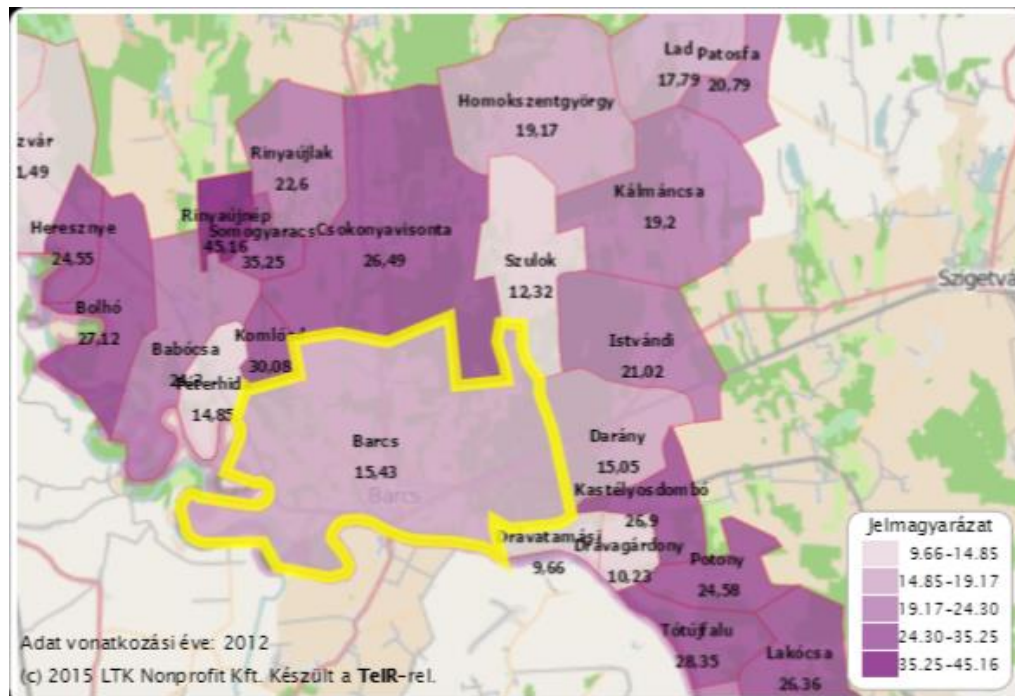 Lad
17,79
Patosfa
20,79
Homokszentgyörgy
19,17
zvár
1,49
Rinyaújlak
22,6
Kálmáncsa
19,2
Heresznye
24,55
Rinyaújnép
45,16
Somogyaracs
35,25
Csokonyavisonta
26,49
Szulok
12,32
Szigetvá
Bolhó
27,12
Babócsa
Komló
30,08
Péterhid
14,85
Istvándi
21,02
Barcs
15,43
Barcs
Darány
15,05
Kastélyosdombó
26,9
Drávatamási
9,66
Drávagárdony
10,23
Potony
24,58
Tótújfalu
28,35
Lakócsa
26,36
Jelmagyarázat
9.66-14.85
14.85-19.17
19.17-24.30
24.30-35.25
35.25-45.16
Adat vonatkozási éve: 2012
(c) 2015 LTK Nonprofit Kft. Készült a TeIR-rel.